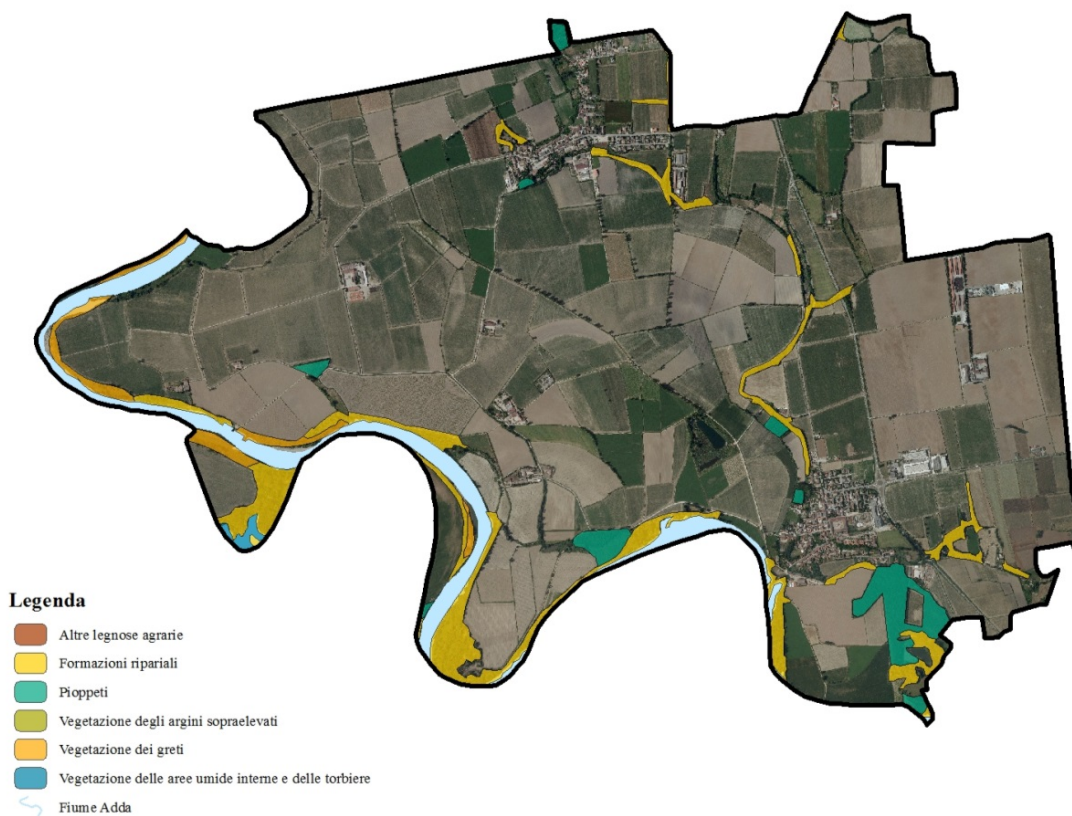 Legenda
Altre legnose agrarie
Formazioni ripariali
Pioppeti
Vegetazione degli argini sopraelevati
Vegetazione dei greti
Vegetazione delle aree umide interne e delle torbiere
Fiume Adda